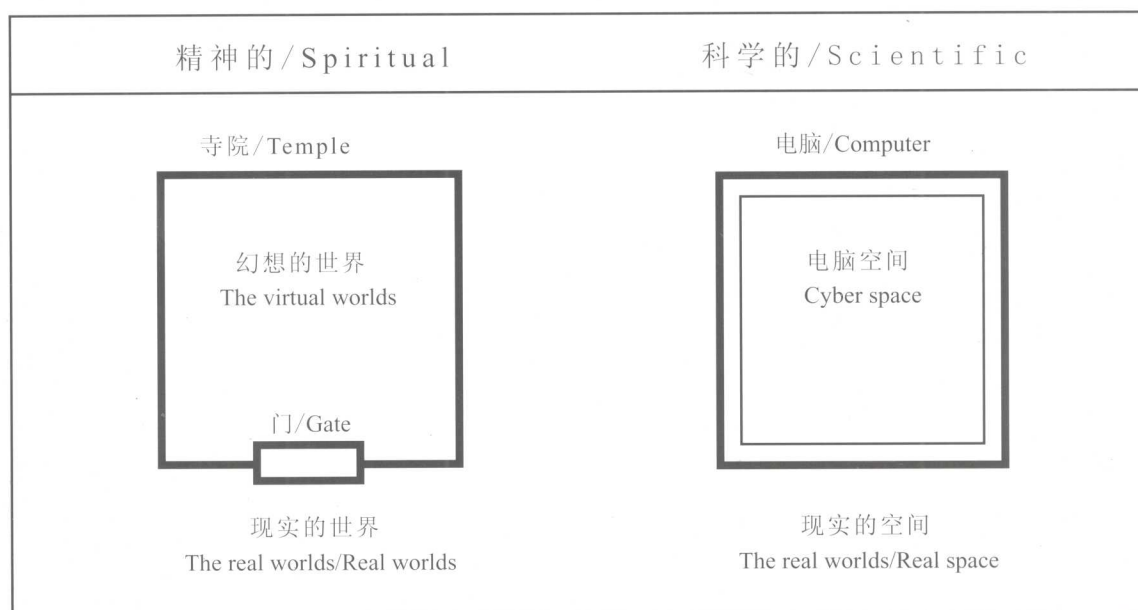 精神的/Spiritual
科学的/Scientific
寺院/Temple
幻想的世界
The virtual worlds
门/Gate
现实的世界
The real worlds/Real worlds
电脑/Computer
电脑空间
Cyber space
现实的空间
The real worlds/Real space